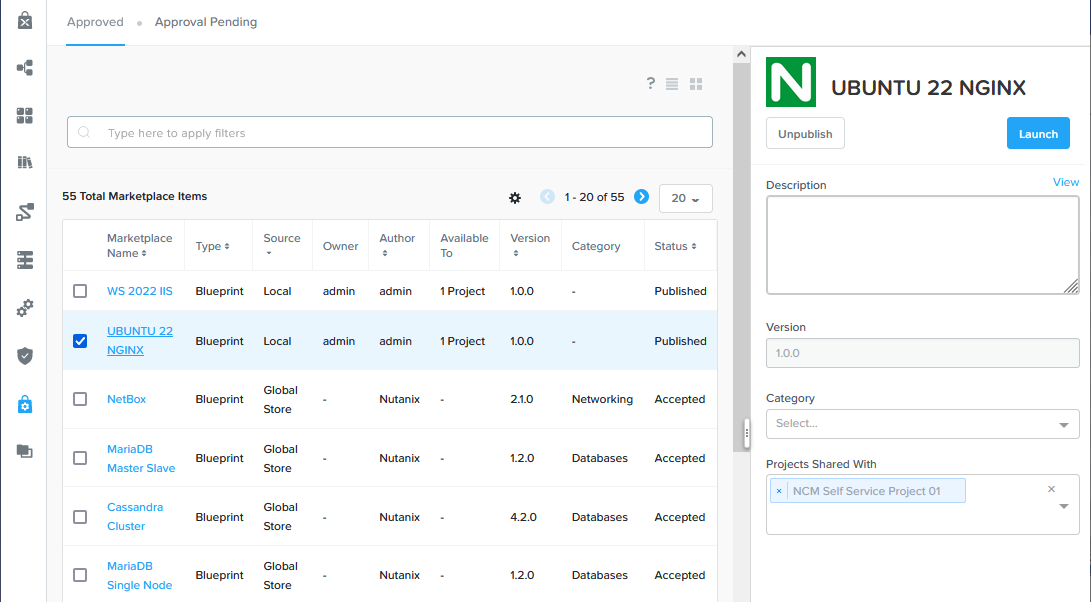 Approved Approval Pending
?
Type here to apply filters
55 Total Marketplace Items 1 - 20 of 55 20
Marketplace Name Type Source Owner Author Available To Version Category Status
WS 2022 IIS Blueprint Local admin admin 1 Project 1.0.0 - Published
UBUNTU 22 NGINX Blueprint Local admin admin 1 Project 1.0.0 - Published
NetBox Blueprint Global Store - Nutanix - 2.1.0 Networking Accepted
MariaDB Master Slave Blueprint Global Store - Nutanix - 1.2.0 Databases Accepted
Cassandra Cluster Blueprint Global Store - Nutanix - 4.2.0 Databases Accepted
MariaDB Single Node Blueprint Global Store - Nutanix - 1.2.0 Databases Accepted
N UBUNTU 22 NGINX
Unpublish Launch
Description View
Version
1.0.0
Category
Select...
Projects Shared With
× NCM Self Service Project 01 ×